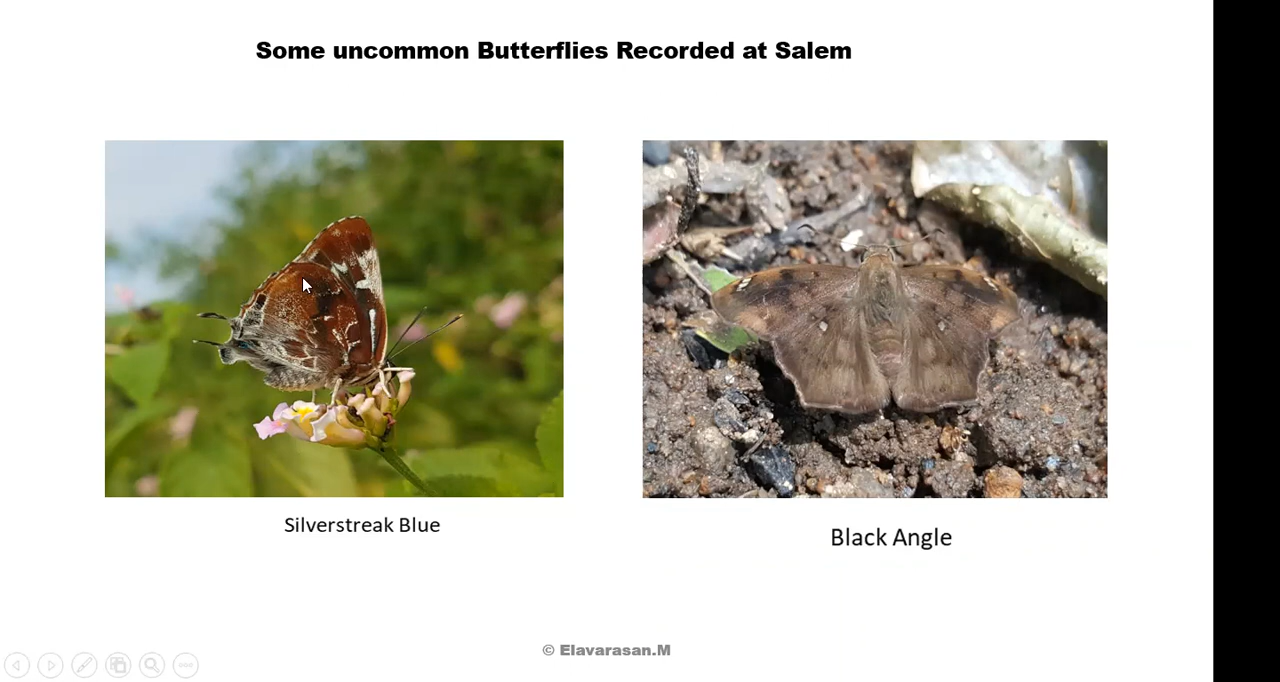 Some uncommon Butterflies Recorded at Salem
Silverstreak Blue
Black Angle
© Elavarasan.M